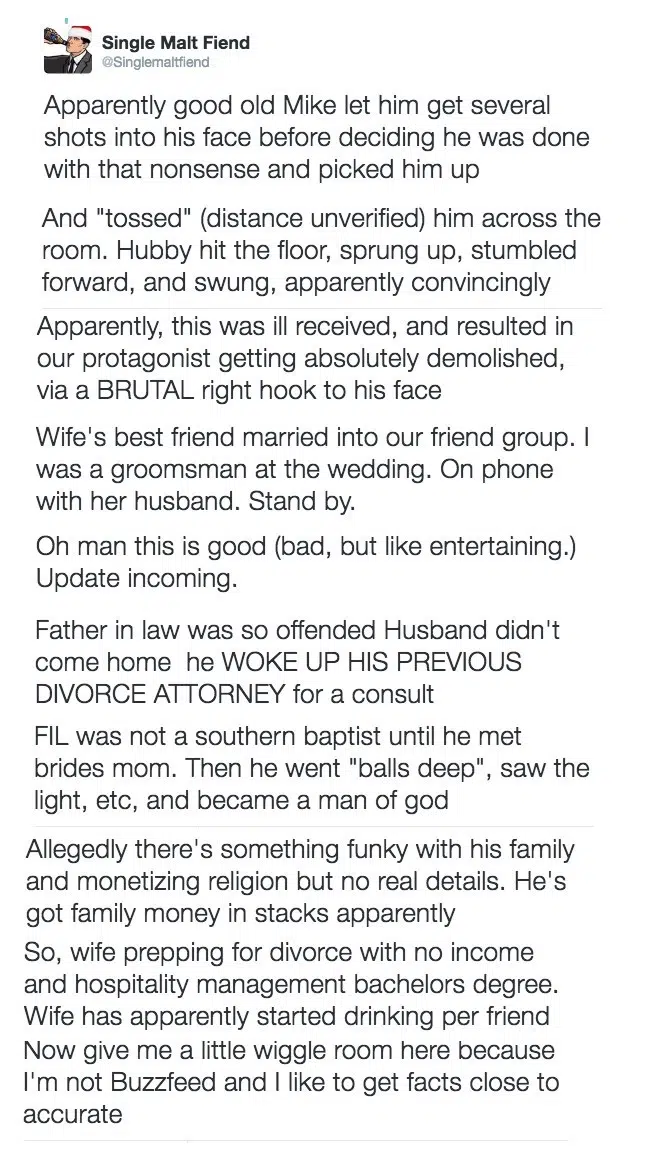 Single Malt Fiend
@Singlemaltfiend
Apparently good old Mike let him get several
shots into his face before deciding he was done
with that nonsense and picked him up
And "tossed" (distance unverified) him across the
room. Hubby hit the floor, sprung up, stumbled
forward, and swung, apparently convincingly
Apparently, this was ill received, and resulted in
our protagonist getting absolutely demolished,
via a BRUTAL right hook to his face
Wife's best friend married into our friend group. I
was a groomsman at the wedding. On phone
with her husband. Stand by.
Oh man this is good (bad, but like entertaining.)
Update incoming.
Father in law was so offended Husband didn't
come home  he WOKE UP HIS PREVIOUS
DIVORCE ATTORNEY for a consult
FIL was not a southern baptist until he met
brides mom. Then he went "balls deep", saw the
light, etc, and became a man of god
Allegedly there's something funky with his family
and monetizing religion but no real details. He's
got family money in stacks apparently
So, wife prepping for divorce with no income
and hospitality management bachelors degree.
Wife has apparently started drinking per friend
Now give me a little wiggle room here because
I'm not Buzzfeed and I like to get facts close to
accurate